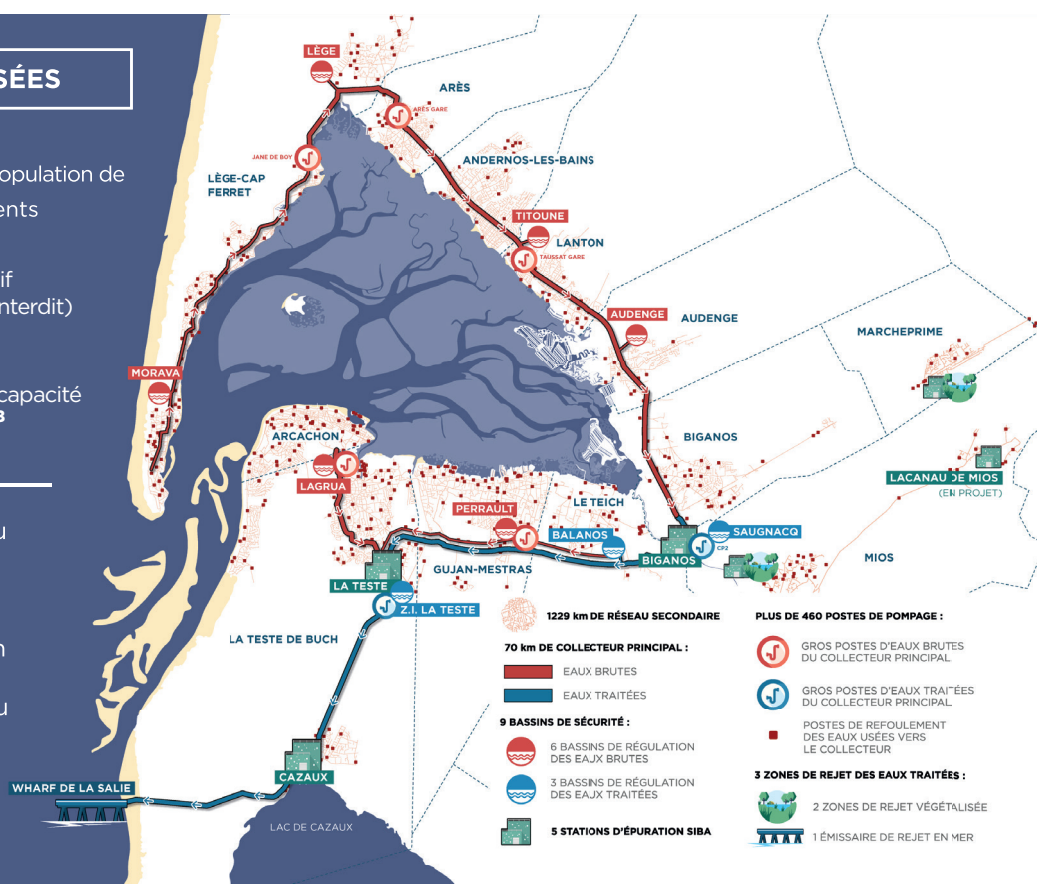 SÉES
opulation de
ents
if
nterdit)
capacité
3
u
n
u
LÈGE
ARÈS
ARÈS GARE
JANE DE BOY
LÈGE-CAP
FERRET
ANDERNOS-LES-BAINS
TITOUNE
LANTON
TAUSSAT GARE
AUDENGE
AUDENGE
MARCHEPRIME
MORAVA
ARCACHON
BIGANOS
LAGRUA
LACANAU DE MIOS
(EN PROJET)
LE TEICH
PERRAULT
BALANOS
SAUGNACQ
CP2
BIGANOS
MIOS
GUJAN-MESTRAS
LA TESTE
Z.I. LA TESTE
LA TESTE DE BUCH
CAZAUX
WHARF DE LA SALIE
LAC DE CAZAUX
1229 km DE RÉSEAU SECONDAIRE
70 km DE COLLECTEUR PRINCIPAL :
EAUX BRUTES
EAUX TRAITÉES
9 BASSINS DE SÉCURITÉ :
6 BASSINS DE RÉGULATION
DES EAUX BRUTES
3 BASSINS DE RÉGULATION
DES EAUX TRAITÉES
5 STATIONS D'ÉPURATION SIBA
PLUS DE 460 POSTES DE POMPAGE :
GROS POSTES D'EAUX BRUTES
DU COLLECTEUR PRINCIPAL
GROS POSTES D'EAUX TRAITÉES
DU COLLECTEUR PRINCIPAL
POSTES DE REFOULEMENT
DES EAUX USÉES VERS
LE COLLECTEUR
3 ZONES DE REJET DES EAUX TRAITÉES :
2 ZONES DE REJET VÉGÉTALISÉE
1 ÉMISSAIRE DE REJET EN MER